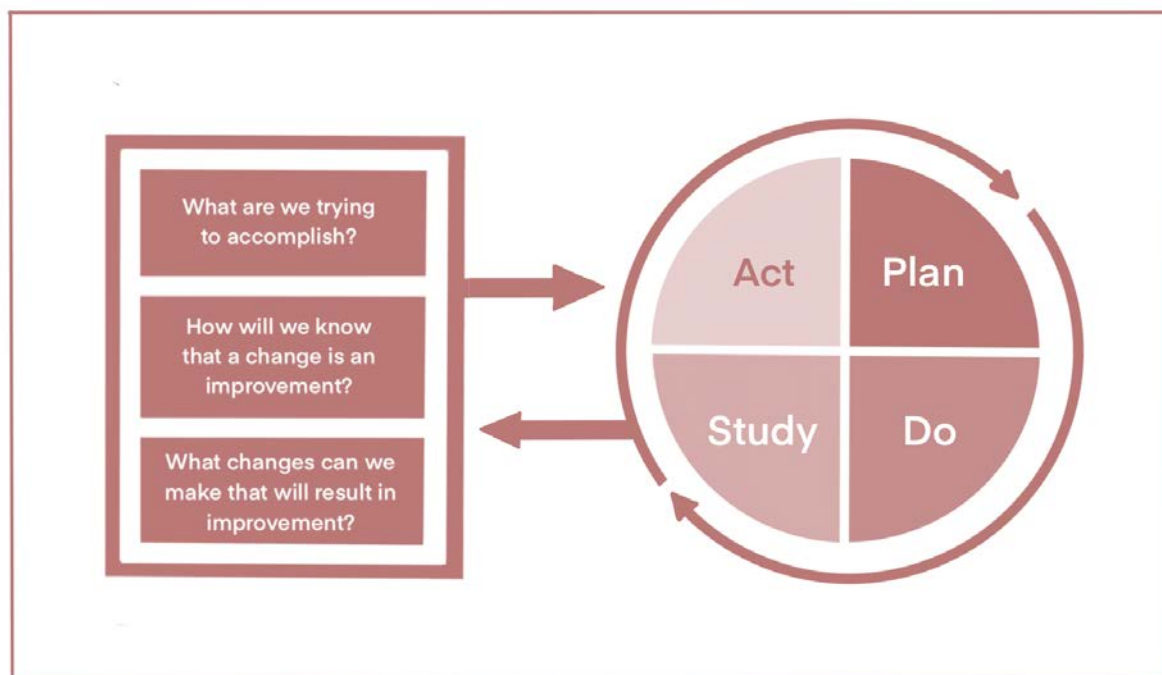 What are we trying
to accomplish?
How will we know
that a change is an
improvement?
What changes can we
make that will result in
improvement?
Act
Plan
Study
Do